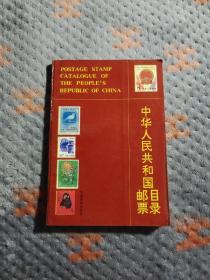 POSTAGE STAMP
CATALOGUE OF
THE PEOPLE'S
REPUBLIC OF CHINA
中华人民共和国邮票
目录